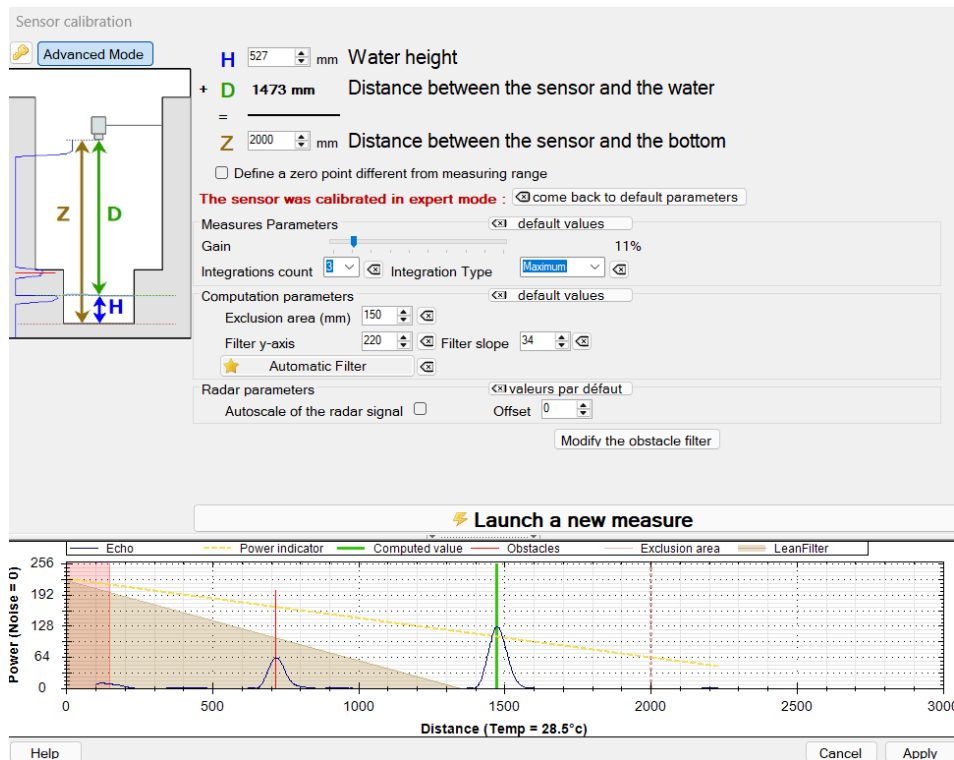 Sensor calibration
Advanced Mode
H 527 mm Water height
+ D 1473 mm Distance between the sensor and the water
=
Z 2000 mm Distance between the sensor and the bottom
Define a zero point different from measuring range
The sensor was calibrated in expert mode : come back to default parameters
Z D H
Measures Parameters default values
Gain 11%
Integrations count 3 Integration Type Maximum
Computation parameters default values
Exclusion area (mm) 150
Filter y-axis 220 Filter slope 34
Automatic Filter
Radar parameters valeurs par défaut
Autoscale of the radar signal Offset 0
Modify the obstacle filter
Launch a new measure
Echo Power indicator Computed value Obstacles Exclusion area LeanFilter
Power (Noise = 0)
256
192
128
64
0
0 500 1000 1500 2000 2500 3000
Distance (Temp = 28.5°c)
Help Cancel Apply